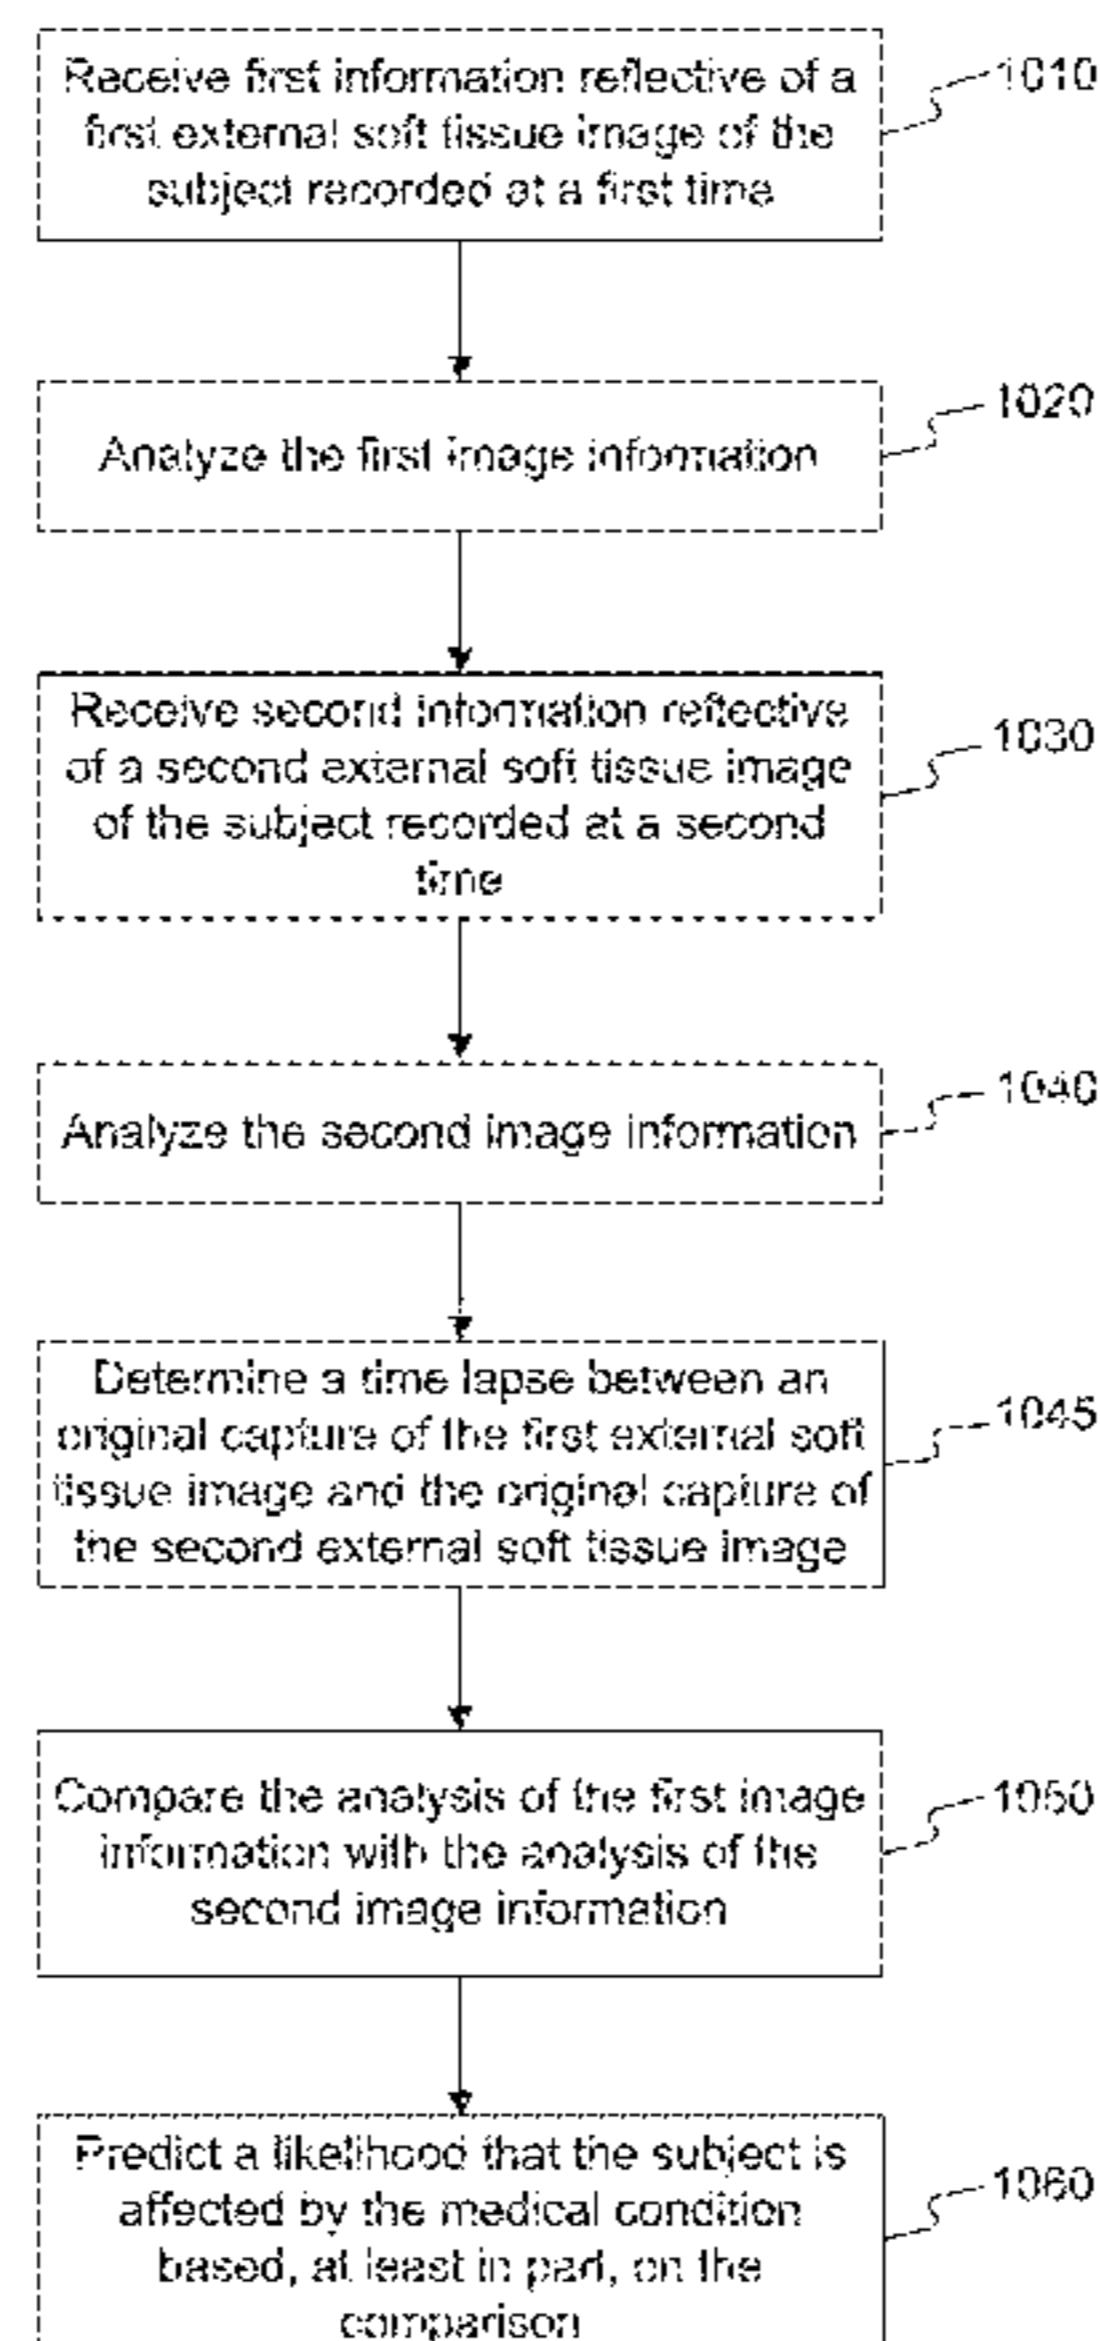 Receive first information reflective of a
first external soft tissue image of the
subject recorded at a first time
1010
Analyze the first image information
1020
Receive second information reflective
of a second external soft tissue image
of the subject recorded at a second
time
1030
Analyze the second image information
1040
Determine a time lapse between an
original capture of the first external soft
tissue image and the original capture of
the second external soft tissue image
1045
Compare the analysis of the first image
information with the analysis of the
second image information
1050
Predict a likelihood that the subject is
affected by the medical condition
based, at least in part, on the
comparison
1060